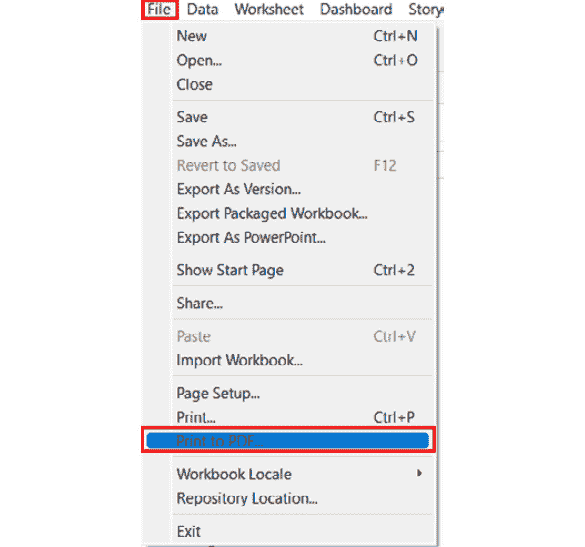 File Data Worksheet Dashboard Story
New Ctrl+N
Open... Ctrl+O
Close
Save Ctrl+S
Save As...
Revert to Saved F12
Export As Version...
Export Packaged Workbook...
Export As PowerPoint...
Show Start Page Ctrl+2
Share...
Paste Ctrl+V
Import Workbook...
Page Setup...
Print... Ctrl+P
Print to PDF...
Workbook Locale
Repository Location...
Exit